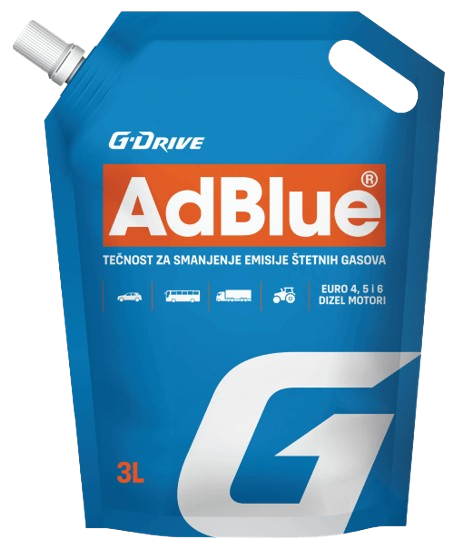 G-DRIVE
AdBlue®
TEČNOST ZA SMANJENJE EMISIJE ŠTETNIH GASOVA
EURO 4, 5 i 6
DIZEL MOTORI
G
3L